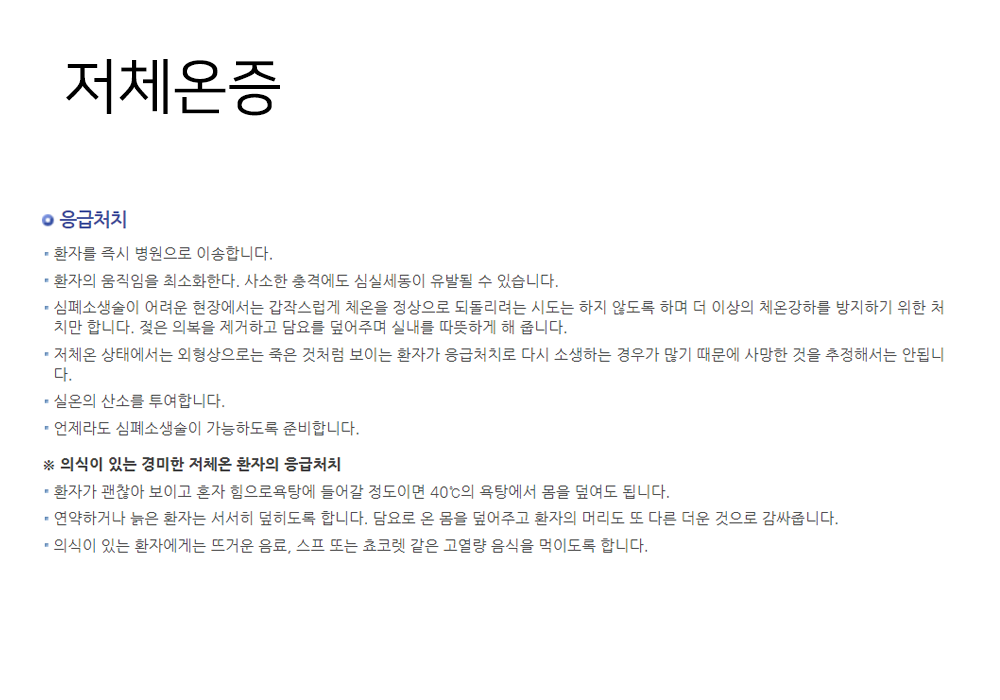 저체온증
응급처치
환자를 즉시 병원으로 이송합니다.
환자의 움직임을 최소화한다. 사소한 충격에도 심실세동이 유발될 수 있습니다.
심폐소생술이 어려운 현장에서는 갑작스럽게 체온을 정상으로 되돌리려는 시도는 하지 않도록 하며 더 이상의 체온강하를 방지하기 위한 처
치만 합니다. 젖은 의복을 제거하고 담요를 덮어주며 실내를 따뜻하게 해 줍니다.
저체온 상태에서는 외형상으로는 죽은 것처럼 보이는 환자가 응급처치로 다시 소생하는 경우가 많기 때문에 사망한 것을 추정해서는 안됩니
다.
실온의 산소를 투여합니다.
언제라도 심폐소생술이 가능하도록 준비합니다.
※ 의식이 있는 경미한 저체온 환자의 응급처치
환자가 괜찮아 보이고 혼자 힘으로욕탕에 들어갈 정도이면 40℃의 욕탕에서 몸을 덥여도 됩니다.
연약하거나 늙은 환자는 서서히 덥히도록 합니다. 담요로 온 몸을 덮어주고 환자의 머리도 또 다른 더운 것으로 감싸줍니다.
의식이 있는 환자에게는 뜨거운 음료, 스프 또는 쵸코렛 같은 고열량 음식을 먹이도록 합니다.